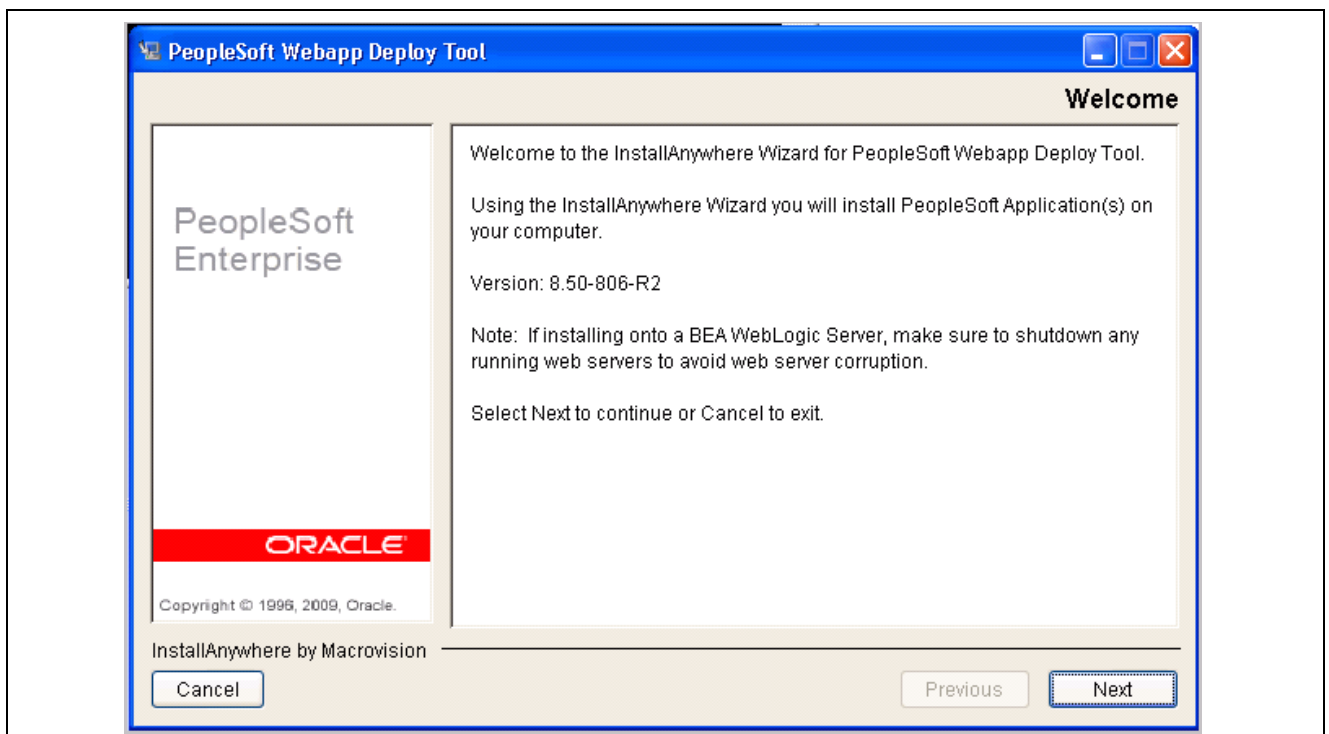 PeopleSoft Webapp Deploy Tool
Welcome
PeopleSoft
Enterprise
ORACLE
Copyright © 1996, 2009, Oracle.
Welcome to the InstallAnywhere Wizard for PeopleSoft Webapp Deploy Tool.
Using the InstallAnywhere Wizard you will install PeopleSoft Application(s) on
your computer.
Version: 8.50-806-R2
Note:  If installing onto a BEA WebLogic Server, make sure to shutdown any
running web servers to avoid web server corruption.
Select Next to continue or Cancel to exit.
InstallAnywhere by Macrovision
Cancel
Previous
Next